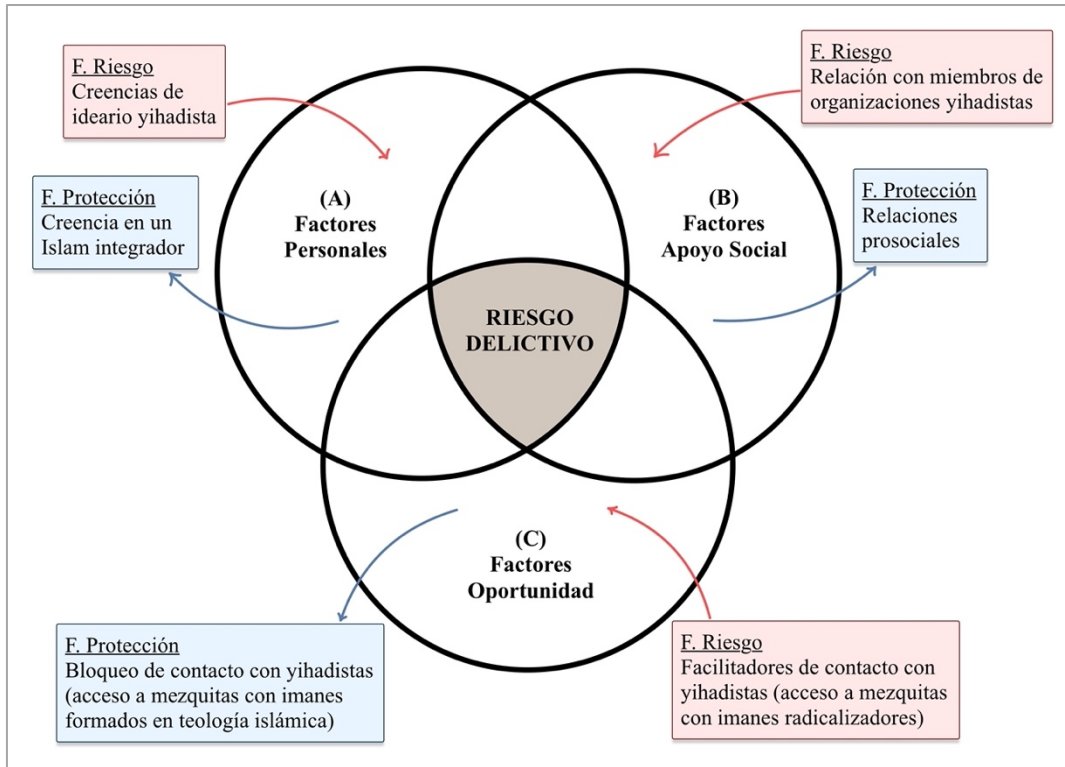 F. Riesgo
Creencias de
ideario yihadista
F. Riesgo
Relación con miembros de
organizaciones yihadistas
F. Protección
Creencia en un
Islam integrador
(A)
Factores
Personales
(B)
Factores
Apoyo Social
F. Protección
Relaciones
prosociales
RIESGO
DELICTIVO
(C)
Factores
Oportunidad
F. Protección
Bloqueo de contacto con yihadistas
(acceso a mezquitas con imanes
formados en teología islámica)
F. Riesgo
Facilitadores de contacto con
yihadistas (acceso a mezquitas
con imanes radicalizadores)